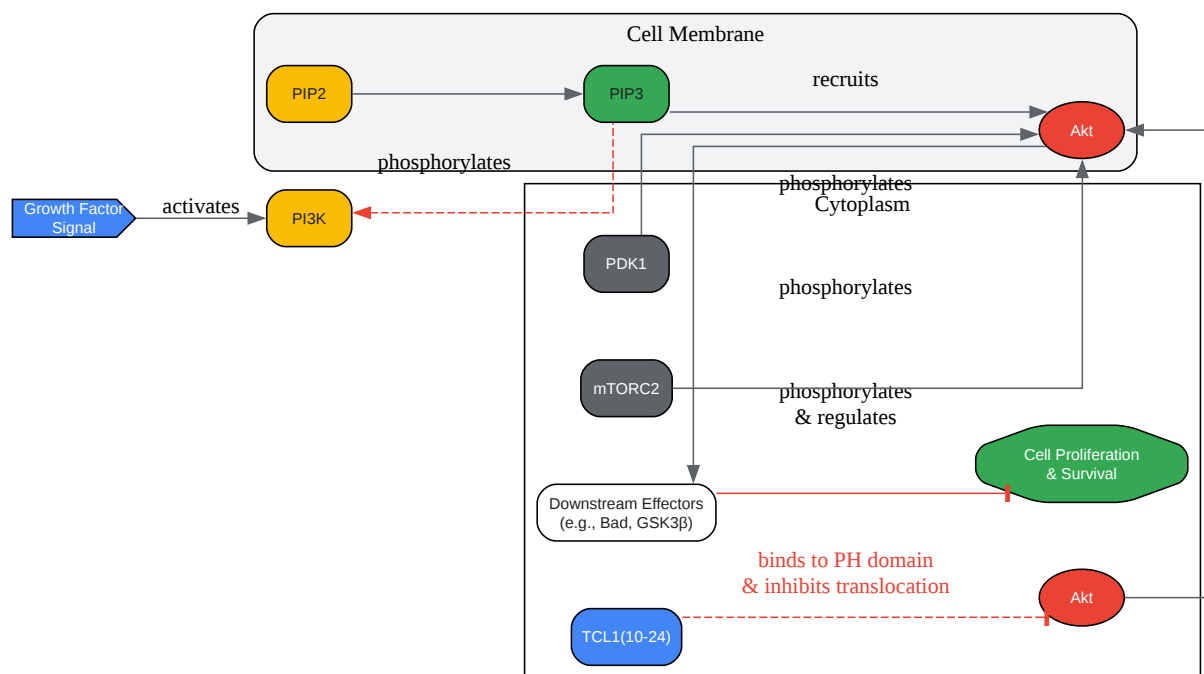 Cell Membrane
PIP2
PIP3
recruits
Akt
phosphorylates
phosphorylates
Growth Factor
Signal
activates
PI3K
Cytoplasm
PDK1
phosphorylates
mTORC2
phosphorylates
& regulates
Cell Proliferation
& Survival
Downstream Effectors
(e.g., Bad, GSK3β)
binds to PH domain
& inhibits translocation
Akt
TCL1(10-24)